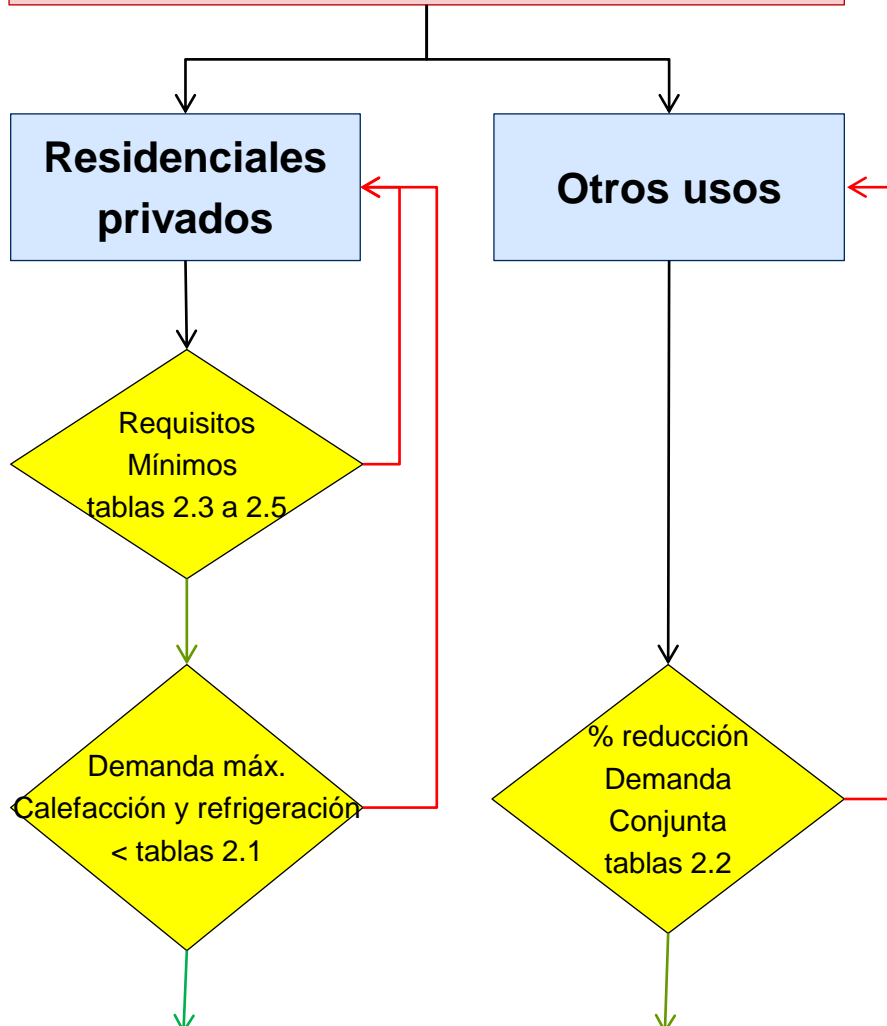 Residenciales
privados
Otros usos
Requisitos
Mínimos
tablas 2.3 a 2.5
Demanda máx.
Calefacción y refrigeración
< tablas 2.1
% reducción
Demanda
Conjunta
tablas 2.2